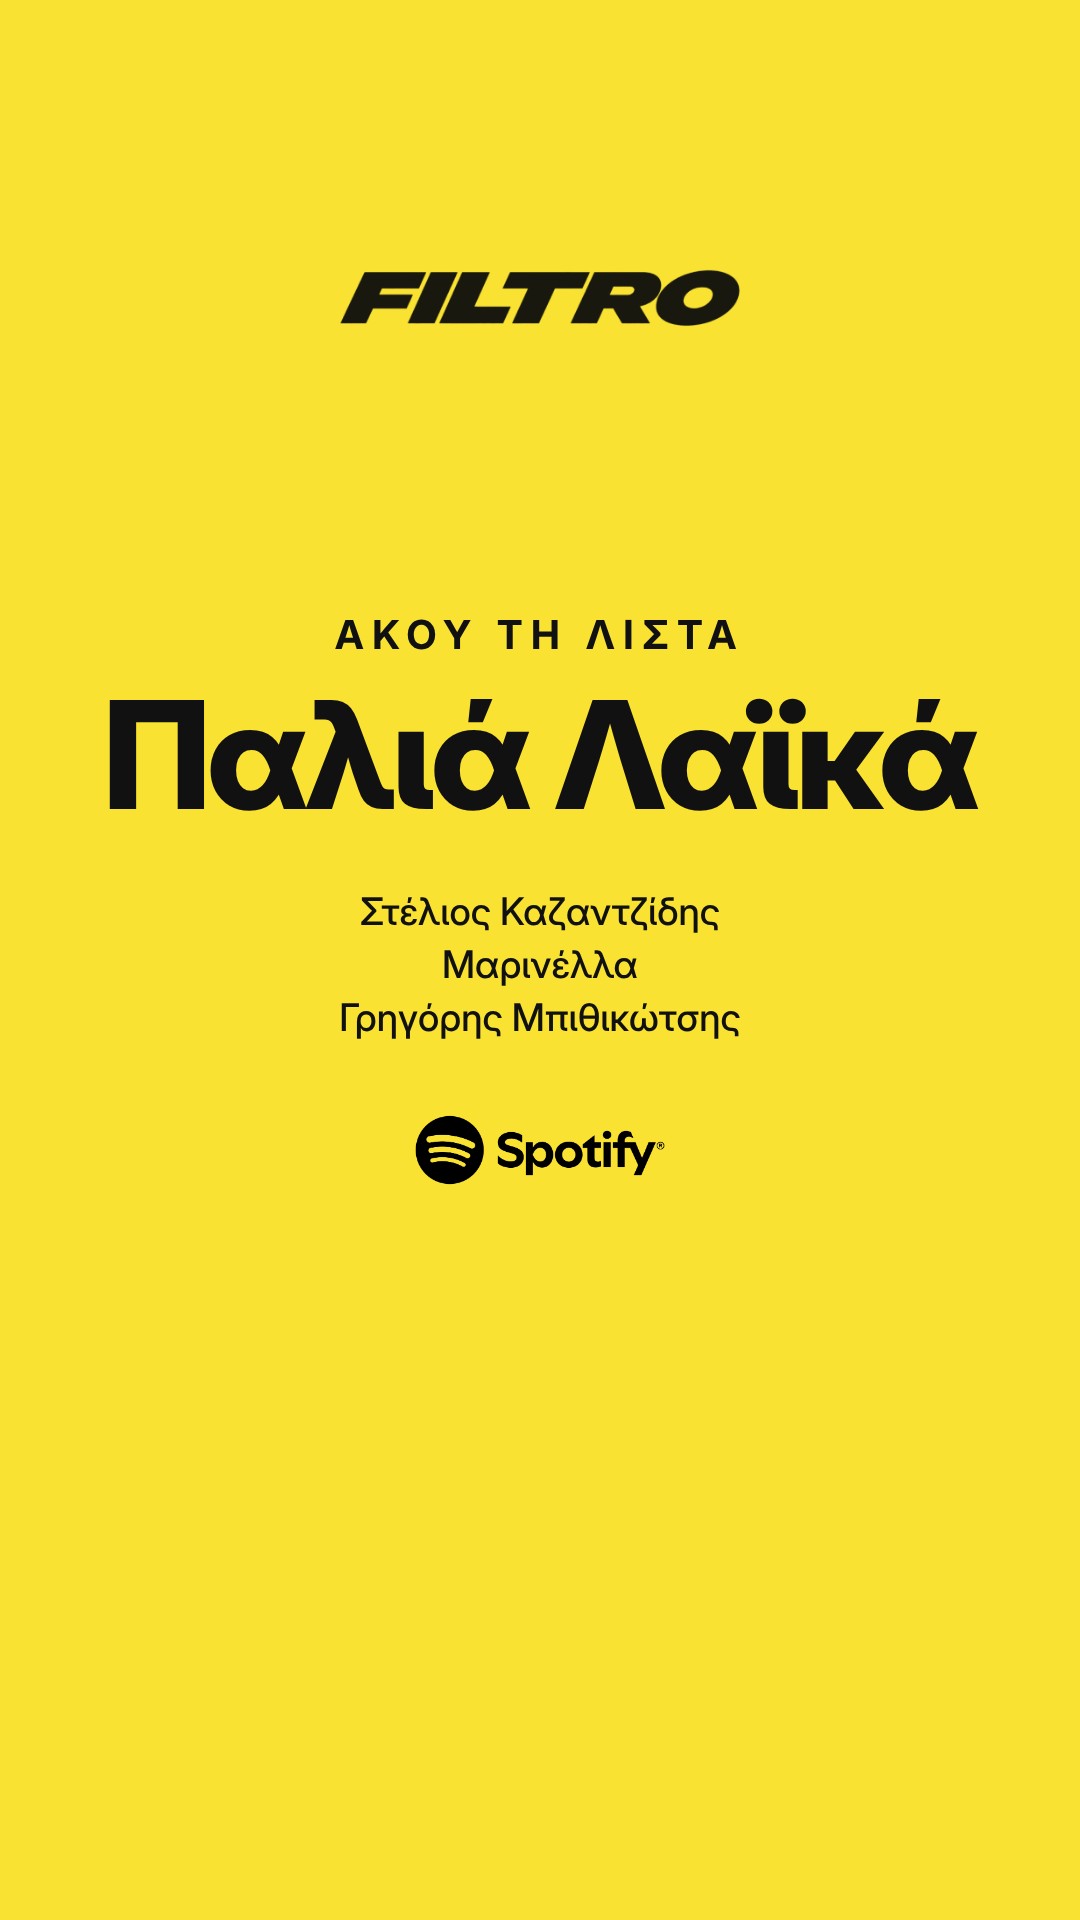 FILTRO
ΑΚΟΥ ΤΗ ΛΙΣΤΑ
Παλιά Λαϊκά
Στέλιος Καζαντζίδης
Μαρινέλλα
Γρηγόρης Μπιθικώτσης
Spotify®